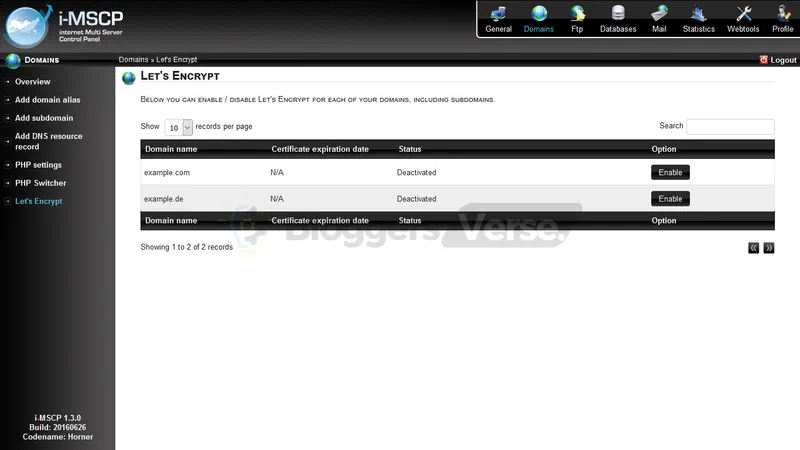 i-MSCP
internet Multi Server
Control Panel
General Domains Ftp Databases Mail Statistics Webtools Profile
Domains
Domains » Let's Encrypt
Logout
Overview
Add domain alias
Add subdomain
Add DNS resource
record
PHP settings
PHP Switcher
Let's Encrypt
Let's Encrypt
Below you can enable / disable Let's Encrypt for each of your domains, including subdomains.
Show 10 records per page
Search
Domain name Certificate expiration date Status Option
example.com N/A Deactivated Enable
example.de N/A Deactivated Enable
Domain name Certificate expiration date Status Option
Bloggers Verse.
Showing 1 to 2 of 2 records
i-MSCP 1.3.0
Build: 20160626
Codename: Horner